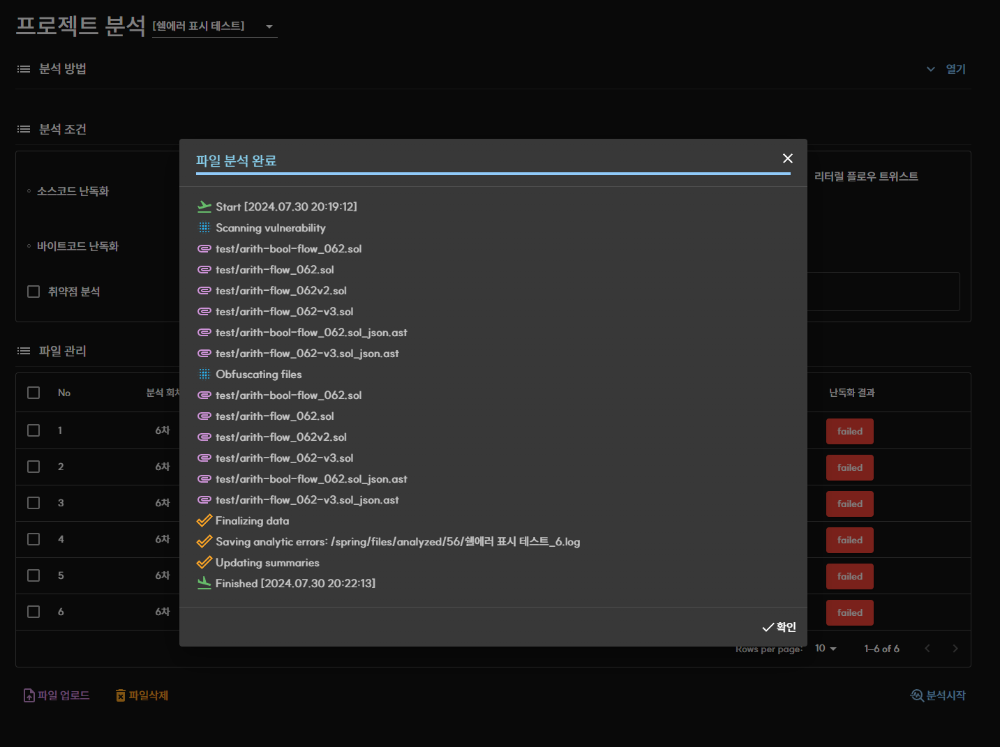 프로젝트 분석 [쉘에러 표시 테스트]
분석 방법
열기
분석 조건
소스코드 난독화
리터럴 플로우 트위스트
바이트코드 난독화
취약점 분석
파일 분석 완료
Start [2024.07.30 20:19:12]
Scanning vulnerability
test/arith-bool-flow_062.sol
test/arith-flow_062.sol
test/arith-flow_062v2.sol
test/arith-flow_062-v3.sol
test/arith-bool-flow_062.sol_json.ast
test/arith-flow_062-v3.sol_json.ast
Obfuscating files
test/arith-bool-flow_062.sol
test/arith-flow_062.sol
test/arith-flow_062v2.sol
test/arith-flow_062-v3.sol
test/arith-bool-flow_062.sol_json.ast
test/arith-flow_062-v3.sol_json.ast
Finalizing data
Saving analytic errors: /spring/files/analyzed/56/쉘에러 표시 테스트_6.log
Updating summaries
Finished [2024.07.30 20:22:13]
확인
파일 관리
No 분석 회차 난독화 결과
1 6차 failed
2 6차 failed
3 6차 failed
4 6차 failed
5 6차 failed
6 6차 failed
Rows per page: 10 1–6 of 6
파일 업로드 파일삭제 분석시작